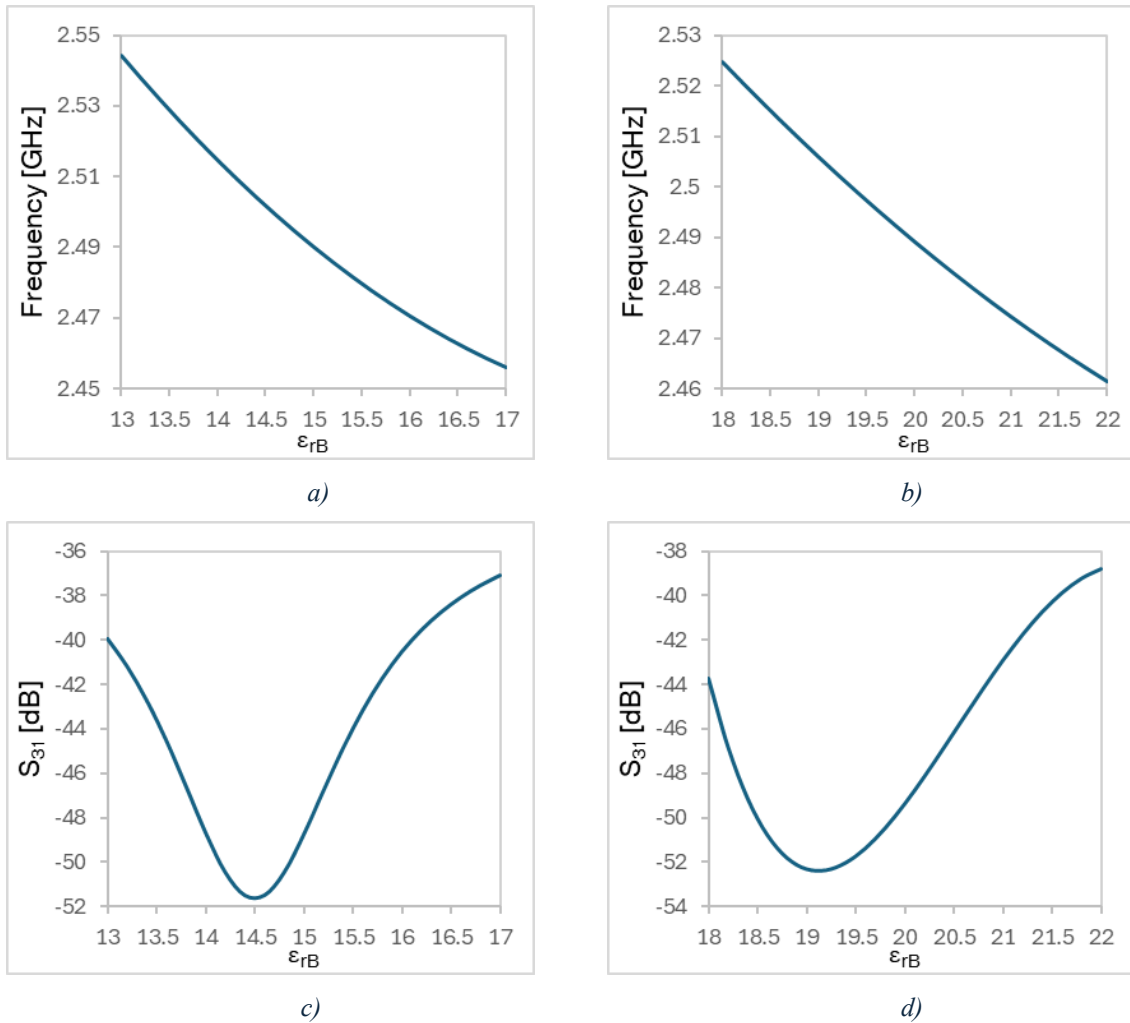 Frequency [GHz]
2.55
2.53
2.51
2.49
2.47
2.45
13 13.5 14 14.5 15 15.5 16 16.5 17
εrB
a)
Frequency [GHz]
2.53
2.52
2.51
2.5
2.49
2.48
2.47
2.46
18 18.5 19 19.5 20 20.5 21 21.5 22
εrB
b)
S31 [dB]
-36
-38
-40
-42
-44
-46
-48
-50
-52
13 13.5 14 14.5 15 15.5 16 16.5 17
εrB
c)
S31 [dB]
-38
-40
-42
-44
-46
-48
-50
-52
-54
18 18.5 19 19.5 20 20.5 21 21.5 22
εrB
d)